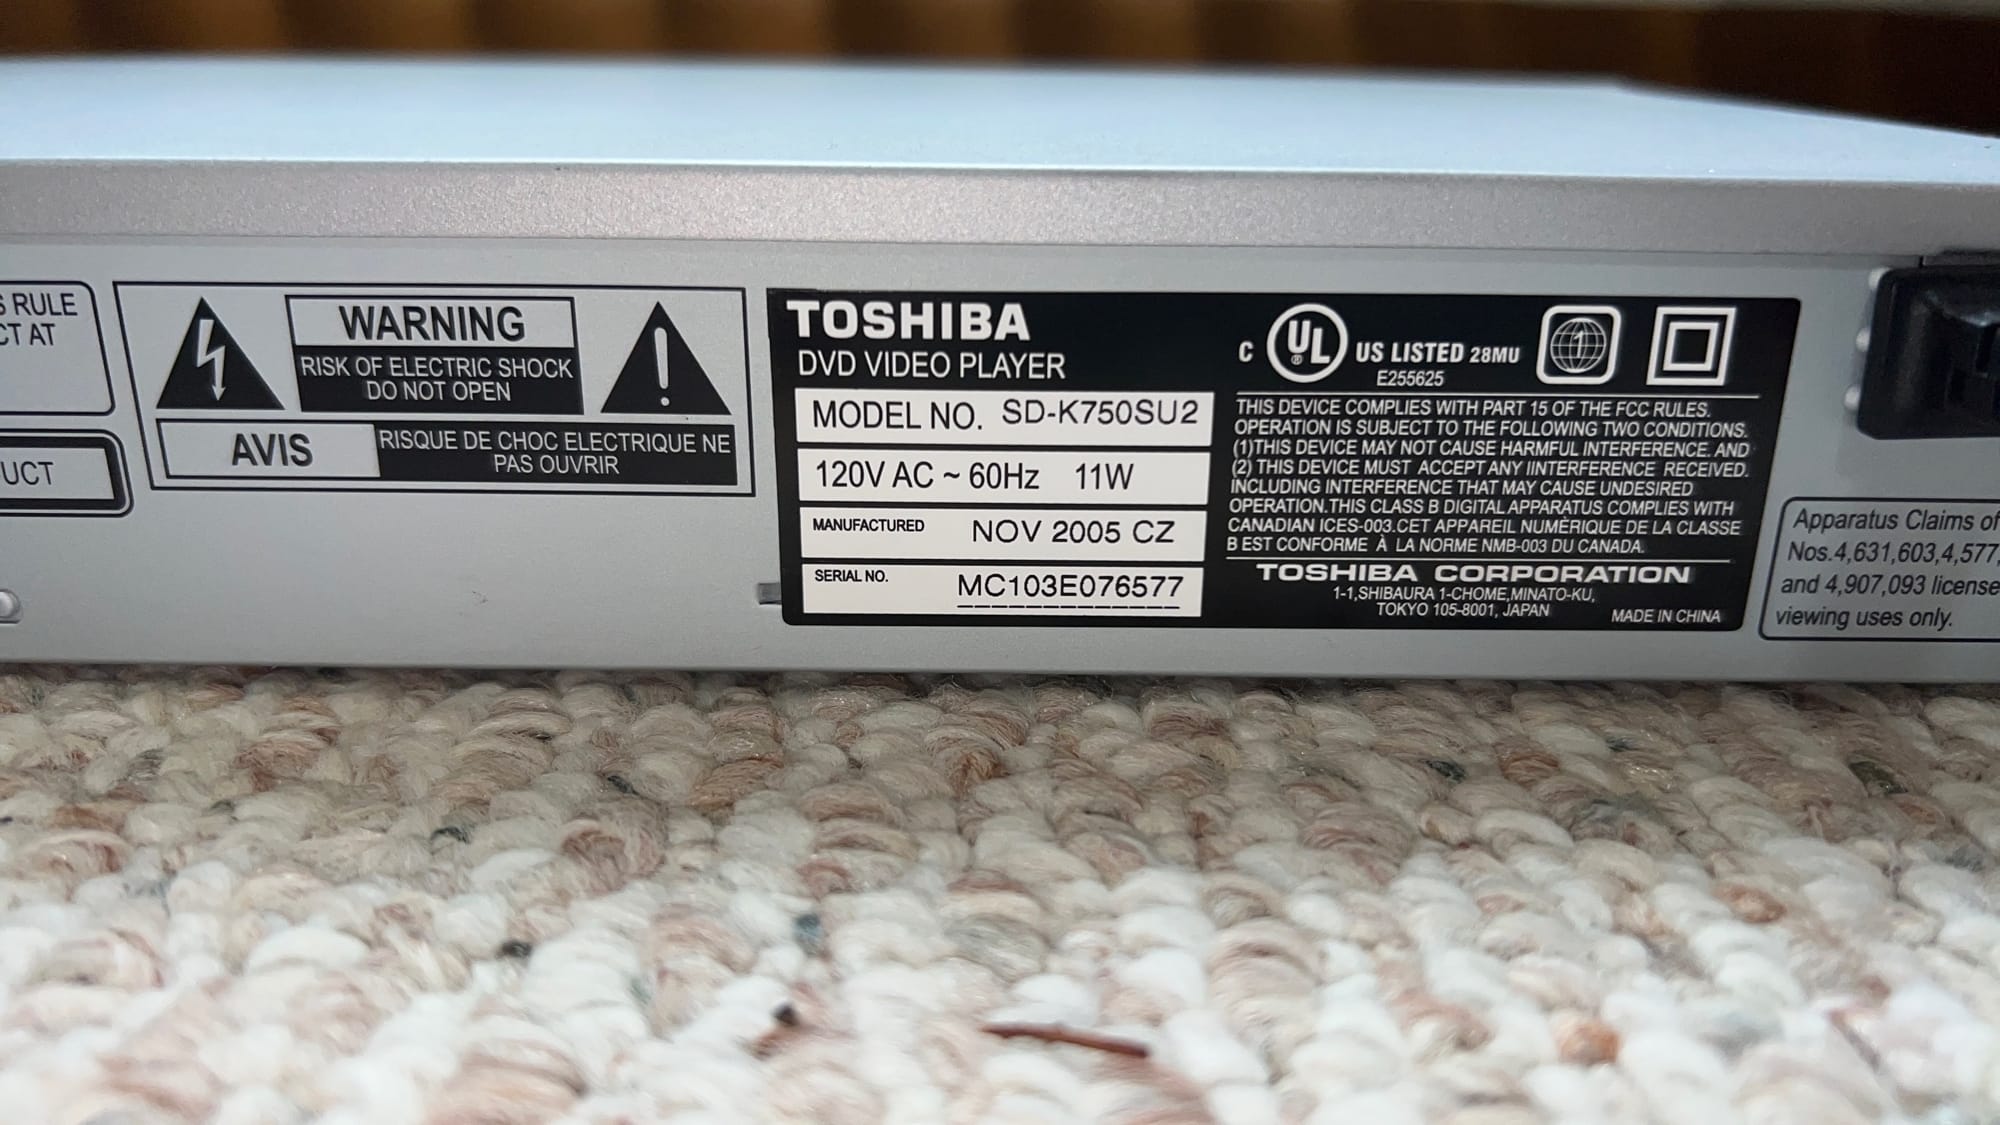 RULE
CT AT
UCT
WARNING
RISK OF ELECTRIC SHOCK
DO NOT OPEN
AVIS
RISQUE DE CHOC ELECTRIQUE NE
PAS OUVRIR
TOSHIBA
DVD VIDEO PLAYER
MODEL NO. SD-K750SU2
120V AC ~ 60Hz 11W
MANUFACTURED NOV 2005 CZ
SERIAL NO. MC103E076577
C UL ® US LISTED 28MU
E255625
1
THIS DEVICE COMPLIES WITH PART 15 OF THE FCC RULES.
OPERATION IS SUBJECT TO THE FOLLOWING TWO CONDITIONS.
(1)THIS DEVICE MAY NOT CAUSE HARMFUL INTERFERENCE. AND
(2) THIS DEVICE MUST ACCEPT ANY IINTERFERENCE RECEIVED.
INCLUDING INTERFERENCE THAT MAY CAUSE UNDESIRED
OPERATION.THIS CLASS B DIGITAL APPARATUS COMPLIES WITH
CANADIAN ICES-003.CET APPAREIL NUMÈRIQUE DE LA CLASSE
B EST CONFORME À LA NORME NMB-003 DU CANADA.
TOSHIBA CORPORATION
1-1,SHIBAURA 1-CHOME,MINATO-KU,
TOKYO 105-8001, JAPAN
MADE IN CHINA
Apparatus Claims of
Nos.4,631,603,4,577,
and 4,907,093 license
viewing uses only.